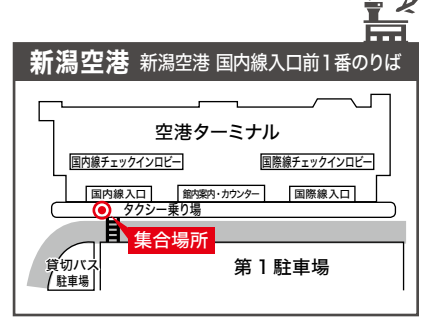 新潟空港 新潟空港 国内線入口前1番のりば
空港ターミナル
国内線チェックインロビー 国際線チェックインロビー
国内線入口 館内案内・カウンター 国際線入口
タクシー乗り場
集合場所
貸切バス
駐車場
第1駐車場